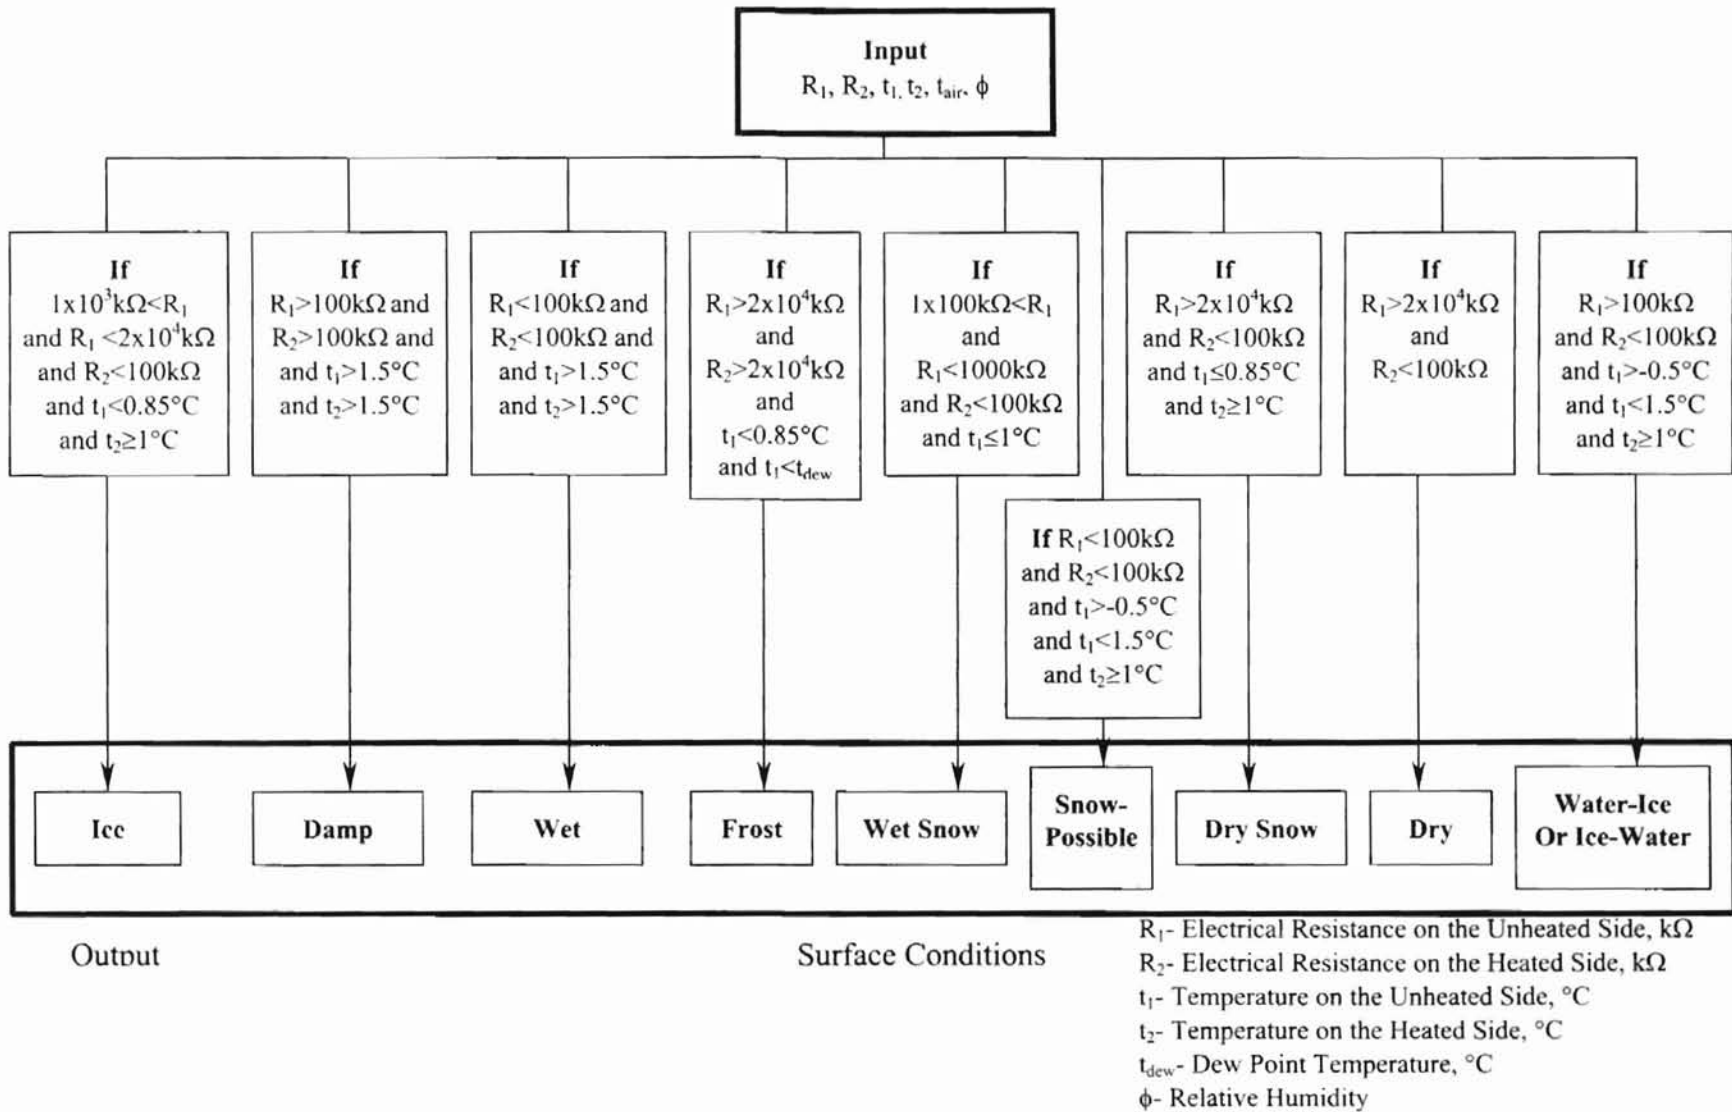 Input
R₁, R₂, t₁, t₂, t_air, ϕ
If
1x10³kΩ<R₁
and R₁ <2x10⁴kΩ
and R₂<100kΩ
and t₁<0.85°C
and t₂≥1°C
If
R₁>100kΩ and
R₂>100kΩ and
and t₁>1.5°C
and t₂>1.5°C
If
R₁<100kΩ and
R₂<100kΩ and
and t₁>1.5°C
and t₂>1.5°C
If
R₁>2x10⁴kΩ
and
R₂>2x10⁴kΩ
and
t₁<0.85°C
and t₁<t_dew
If
1x100kΩ<R₁
and
R₁<1000kΩ
and R₂<100kΩ
and t₁≤1°C
If R₁<100kΩ
and R₂<100kΩ
and t₁>-0.5°C
and t₁<1.5°C
and t₂≥1°C
If
R₁>2x10⁴kΩ
and R₂<100kΩ
and t₁≤0.85°C
and t₂≥1°C
If
R₁>2x10⁴kΩ
and
R₂<100kΩ
If
R₁>100kΩ
and R₂<100kΩ
and t₁>-0.5°C
and t₁<1.5°C
and t₂≥1°C
Ice
Damp
Wet
Frost
Wet Snow
Snow-
Possible
Dry Snow
Dry
Water-Ice
Or Ice-Water
Output
Surface Conditions
R₁- Electrical Resistance on the Unheated Side, kΩ
R₂- Electrical Resistance on the Heated Side, kΩ
t₁- Temperature on the Unheated Side, °C
t₂- Temperature on the Heated Side, °C
t_dew- Dew Point Temperature, °C
ϕ- Relative Humidity